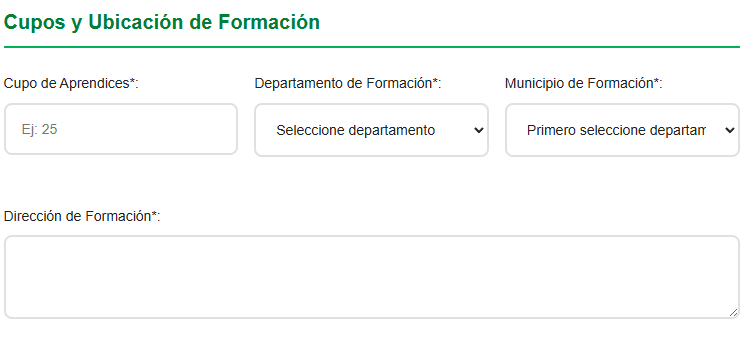 Cupos y Ubicación de Formación
Cupo de Aprendices*: Departamento de Formación*: Municipio de Formación*:
Ej: 25 Seleccione departamento Primero seleccione departam
Dirección de Formación*: